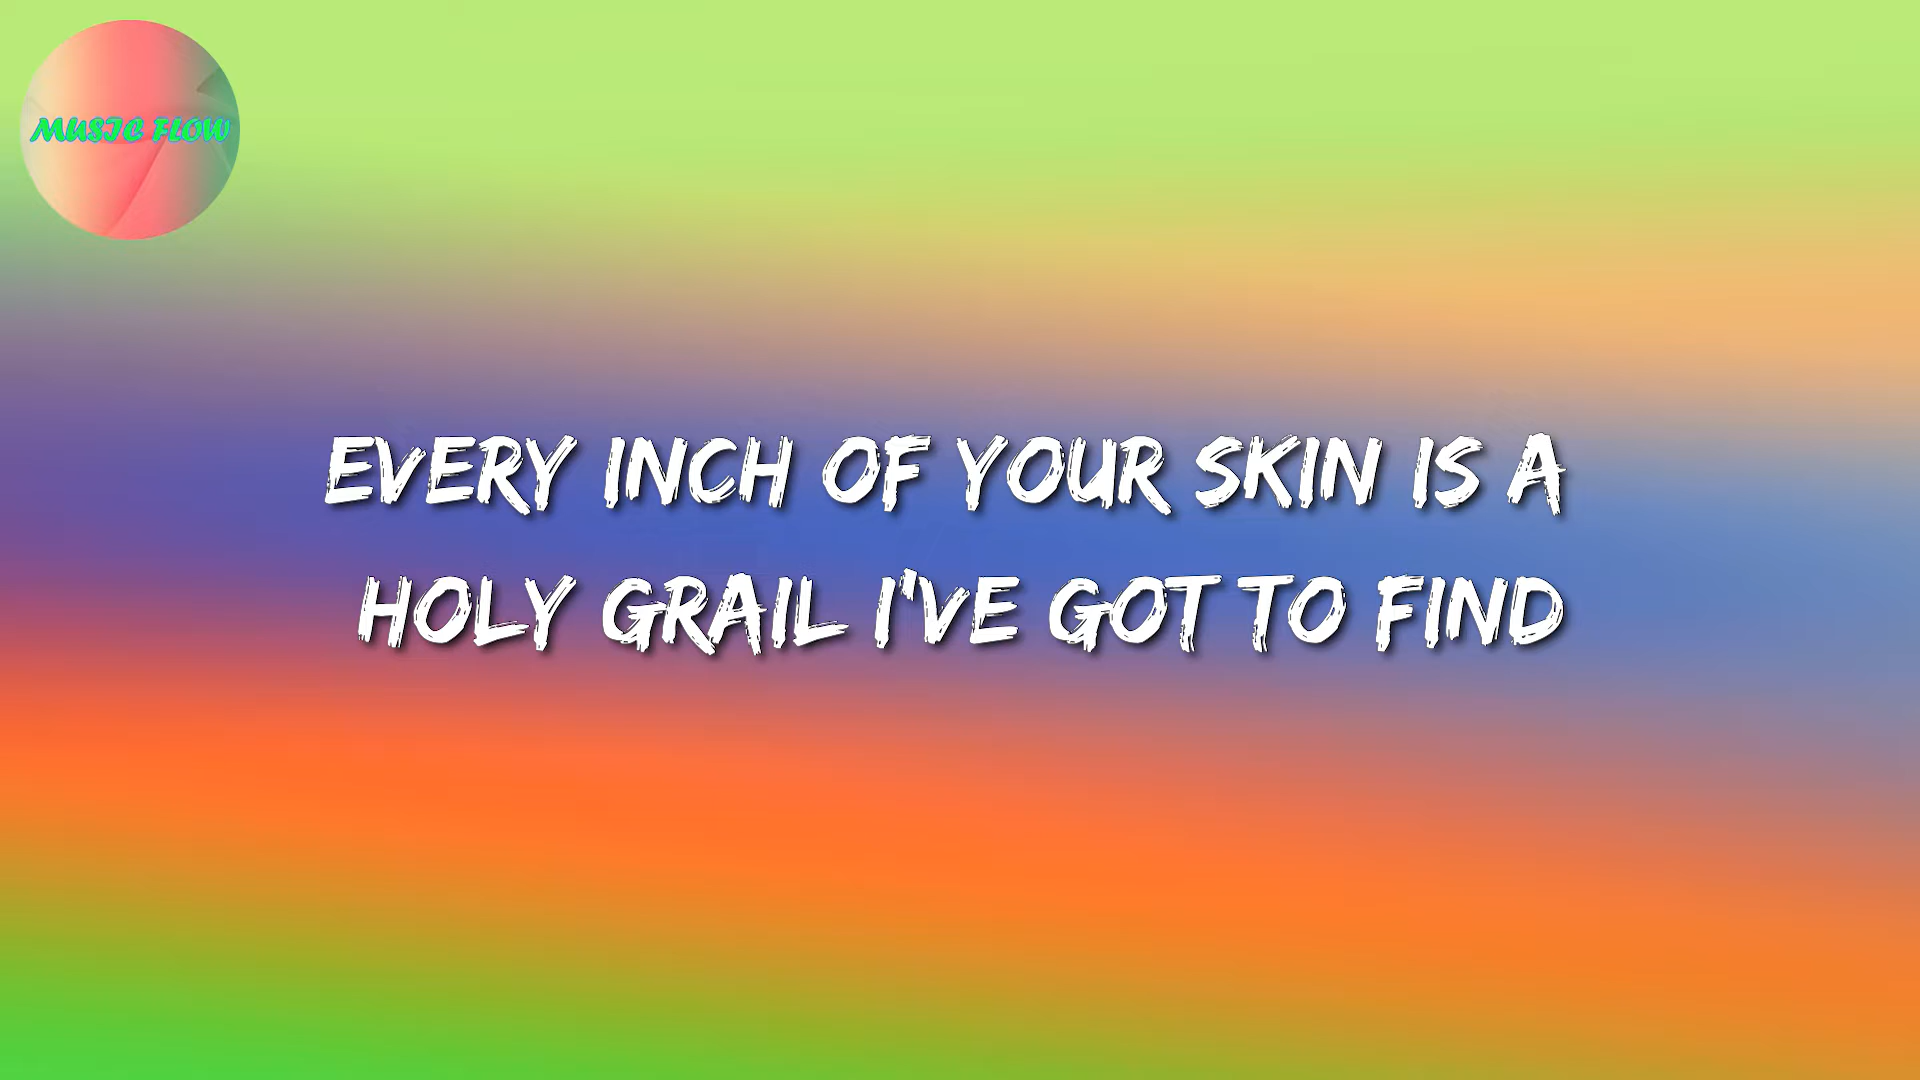 MUSIC FLOW
EVERY INCH OF YOUR SKIN IS A
HOLY GRAIL I'VE GOT TO FIND